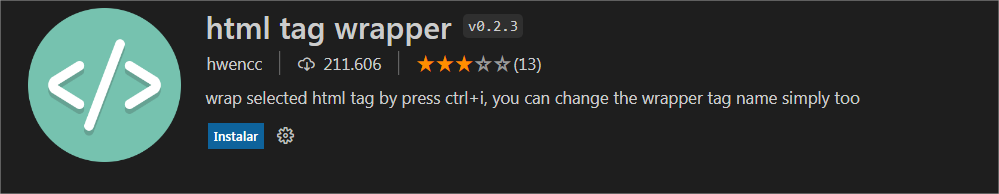 html tag wrapper v0.2.3
hwencc 211.606 (13)
wrap selected html tag by press ctrl+i, you can change the wrapper tag name simply too
Instalar